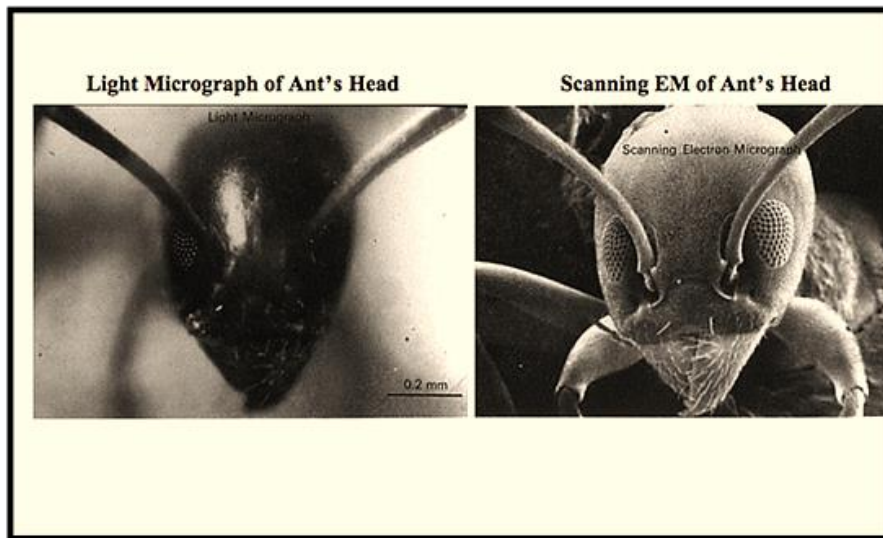 Light Micrograph of Ant's Head
Scanning EM of Ant's Head
Light Micrograph
Scanning Electron Micrograph
0.2 mm